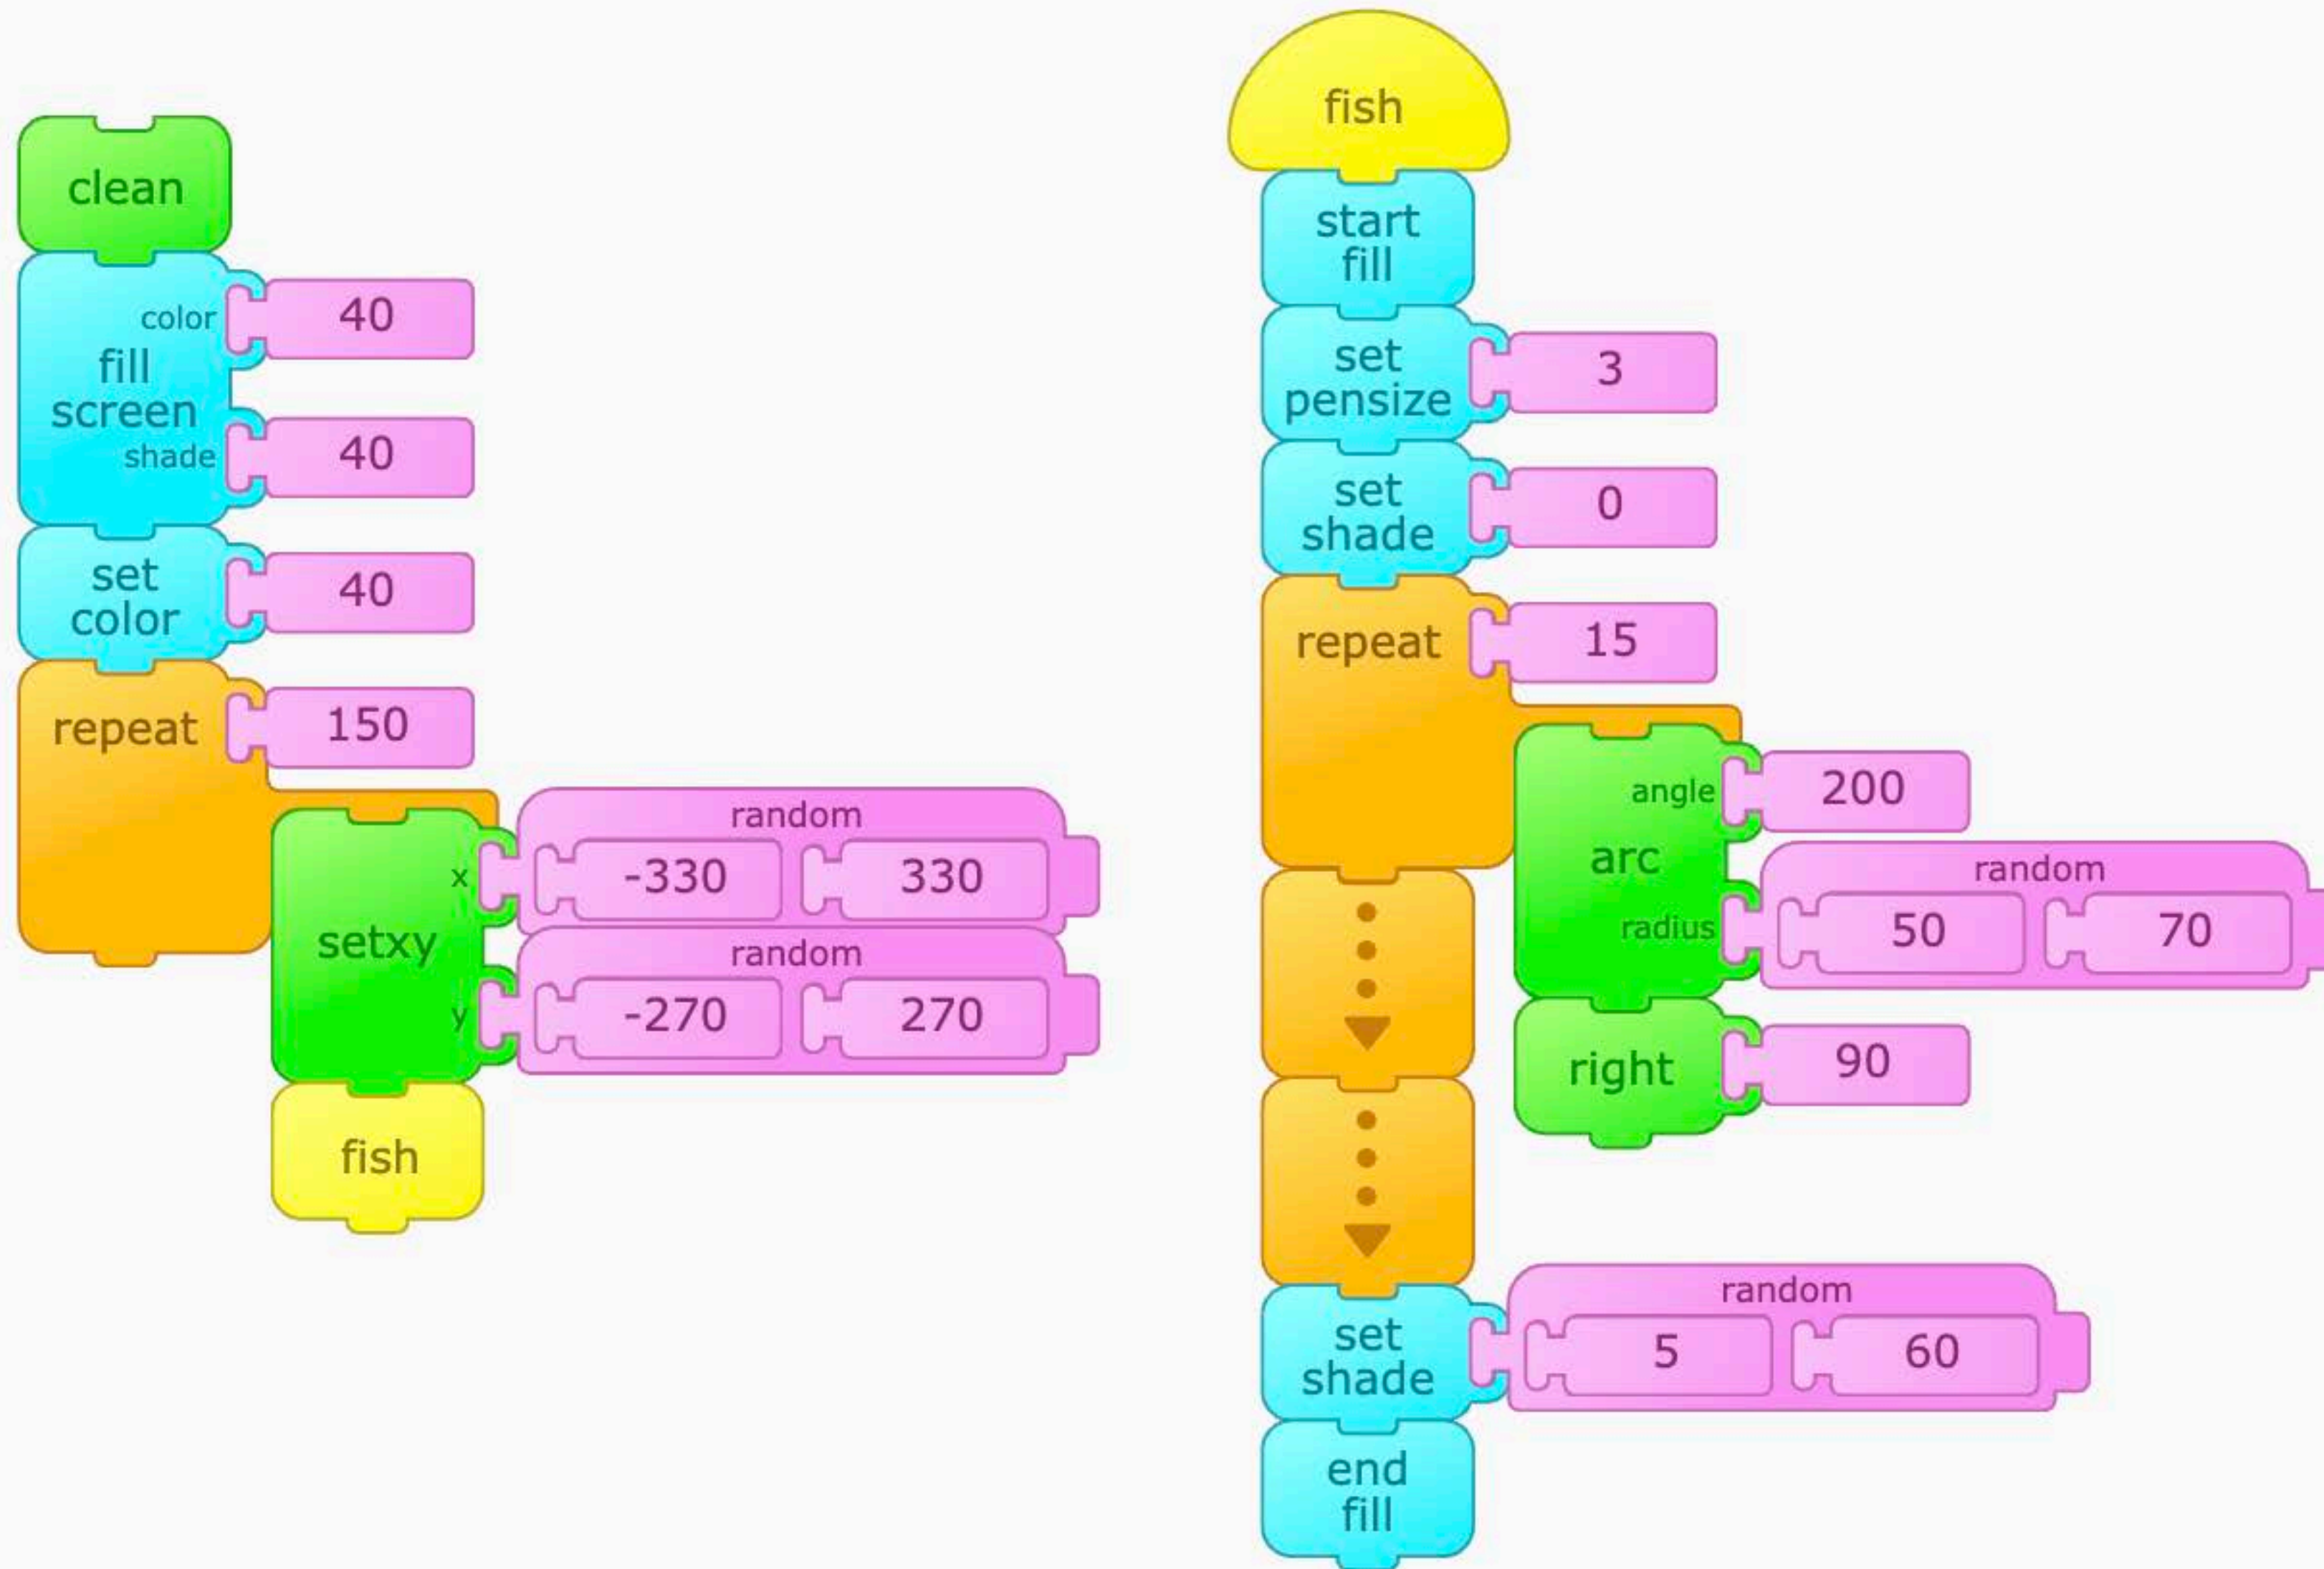 clean
color 40
fill
screen
shade 40
set
color 40
repeat 150
random
x -330 330
setxy
random
y -270 270
fish
fish
start
fill
set
pensize 3
set
shade 0
repeat 15
angle 200
arc
random
radius 50 70
right 90
random
set
shade 5 60
end
fill